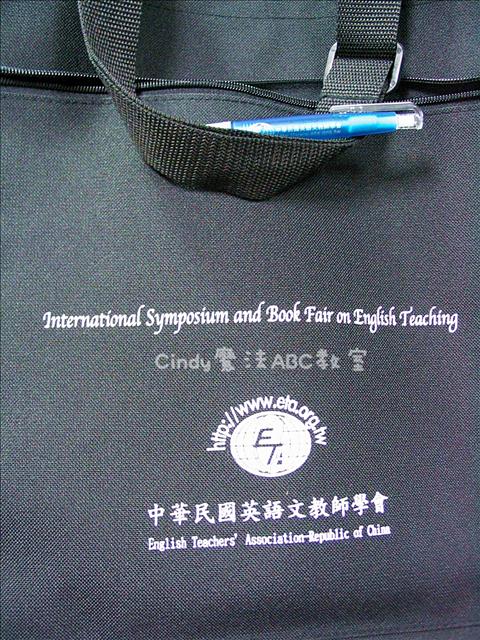 International Symposium and Book Fair on English Teaching
Cindy魔法ABC教室
http://www.eta.org.tw
ETA
中華民國英語文教師學會
English Teachers' Association-Republic of China